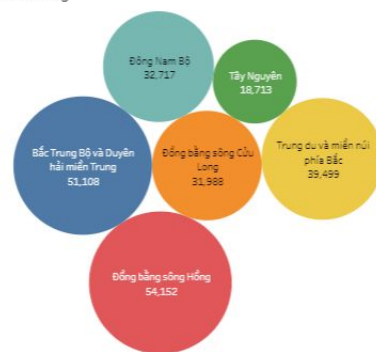 Đông Nam Bộ
32,717
Tây Nguyên
18,713
Bắc Trung Bộ và Duyên
hải miền Trung
51,108
Đồng bằng sông Cửu
Long
31,988
Trung du và miền núi
phía Bắc
39,499
Đồng bằng sông Hồng
54,152